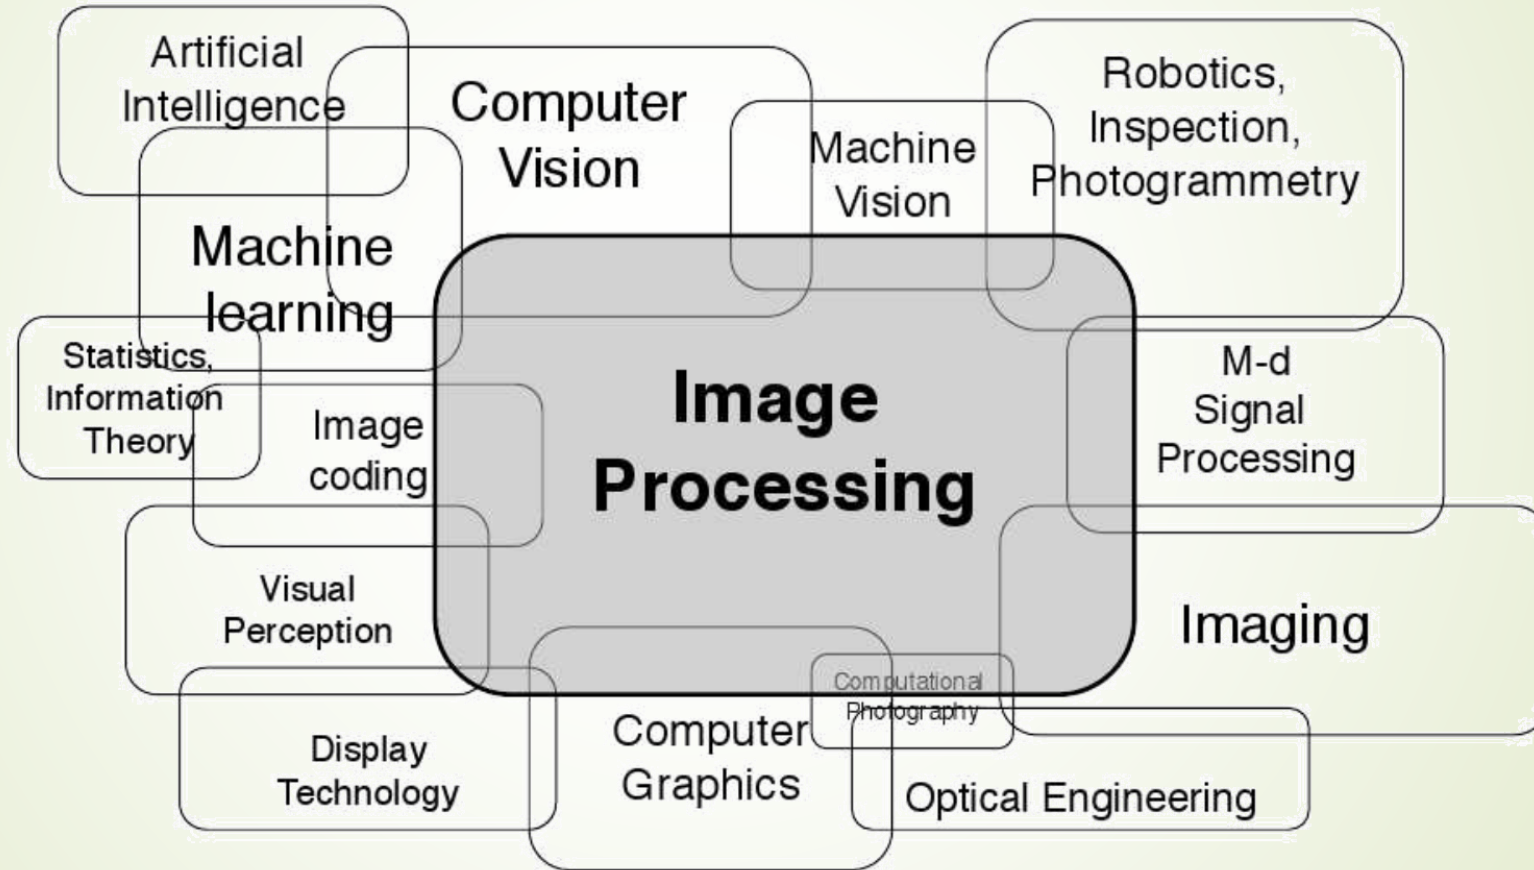 Artificial
Intelligence
Computer
Vision
Machine
Vision
Robotics,
Inspection,
Photogrammetry
Machine
learning
Statistics,
Information
Theory
Image
coding
Image
Processing
M-d
Signal
Processing
Visual
Perception
Imaging
Display
Technology
Computer
Graphics
Computational
Photography
Optical Engineering